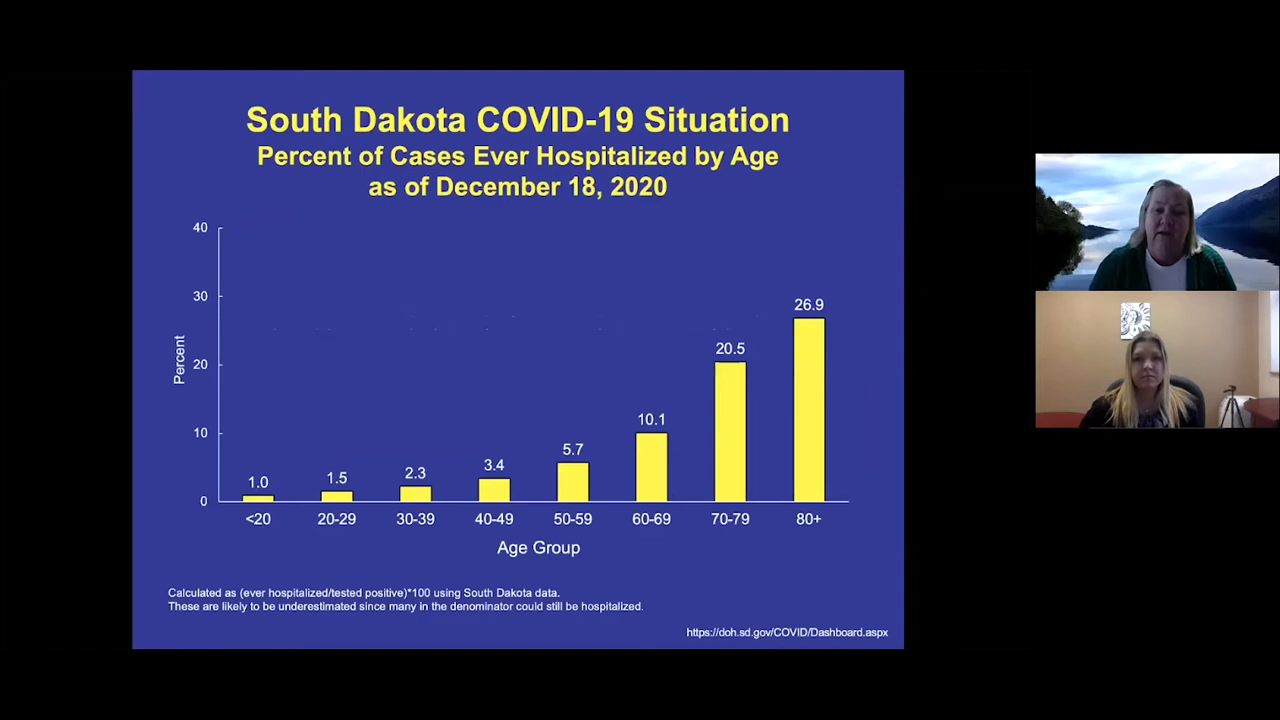 South Dakota COVID-19 Situation
Percent of Cases Ever Hospitalized by Age
as of December 18, 2020
40
30
20
10
0
Percent
1.0
1.5
2.3
3.4
5.7
10.1
20.5
26.9
<20
20-29
30-39
40-49
50-59
60-69
70-79
80+
Age Group
Calculated as (ever hospitalized/tested positive)*100 using South Dakota data.
These are likely to be underestimated since many in the denominator could still be hospitalized.
https://doh.sd.gov/COVID/Dashboard.aspx